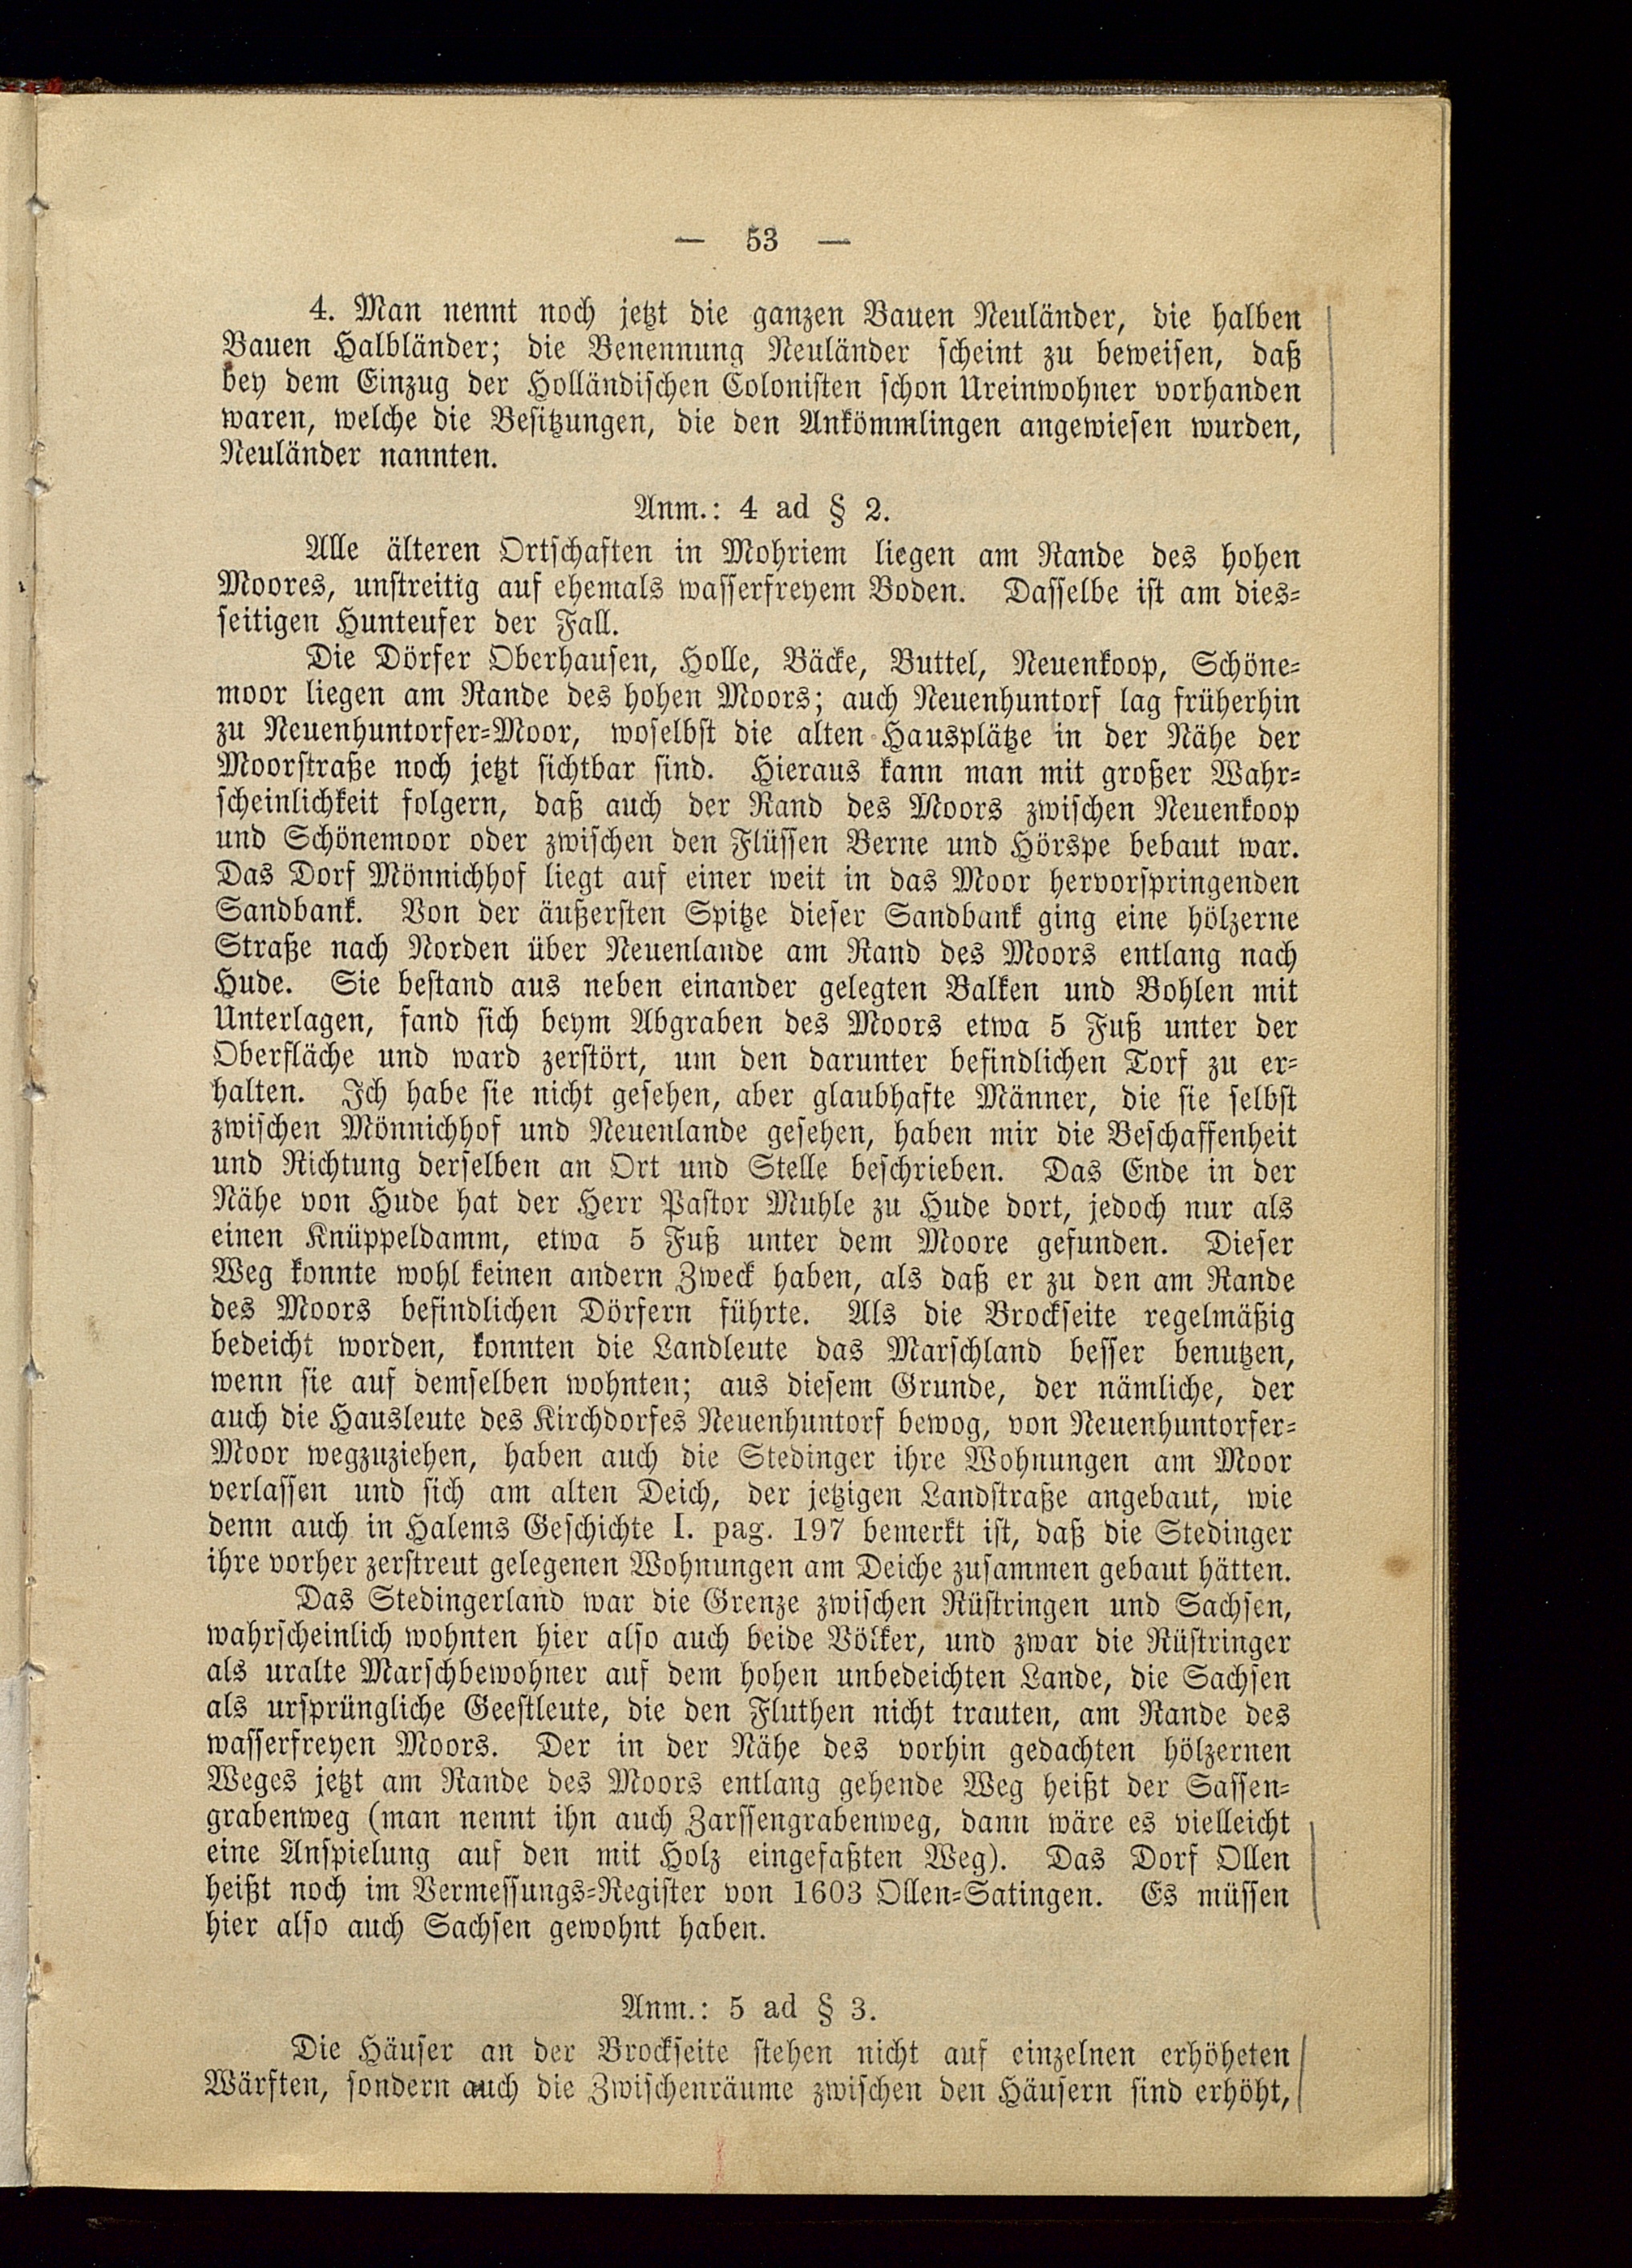 — 53 —
4. Man nennt noch jetzt die ganzen Bauen Neuländer, die halben
Bauen Halbländer; die Benennung Neuländer scheint zu beweisen, daß
bey dem Einzug der Holländischen Colonisten schon Ureinwohner vorhanden
waren, welche die Besitzungen, die den Ankömmlingen angewiesen wurden,
Neuländer nannten.
Anm.: 4 ad § 2.
Alle älteren Ortschaften in Mohriem liegen am Rande des hohen
Moores, unstreitig auf ehemals wasserfreyem Boden. Dasselbe ist am dies-
seitigen Hunteufer der Fall.
Die Dörfer Oberhausen, Holle, Bäcke, Buttel, Neuenkoop, Schöne-
moor liegen am Rande des hohen Moors; auch Neuenhuntorf lag früherhin
zu Neuenhuntorfer-Moor, woselbst die alten Hausplätze in der Nähe der
Moorstraße noch jetzt sichtbar sind. Hieraus kann man mit großer Wahr-
scheinlichkeit folgern, daß auch der Rand des Moors zwischen Neuenkoop
und Schönemoor oder zwischen den Flüssen Berne und Hörspe bebaut war.
Das Dorf Mönnichhof liegt auf einer weit in das Moor hervorspringenden
Sandbank. Von der äußersten Spitze dieser Sandbank ging eine hölzerne
Straße nach Norden über Neuenlande am Rand des Moors entlang nach
Hude. Sie bestand aus neben einander gelegten Balken und Bohlen mit
Unterlagen, fand sich beym Abgraben des Moors etwa 5 Fuß unter der
Oberfläche und ward zerstört, um den darunter befindlichen Torf zu er-
halten. Ich habe sie nicht gesehen, aber glaubhafte Männer, die sie selbst
zwischen Mönnichhof und Neuenlande gesehen, haben mir die Beschaffenheit
und Richtung derselben an Ort und Stelle beschrieben. Das Ende in der
Nähe von Hude hat der Herr Pastor Muhle zu Hude dort, jedoch nur als
einen Knüppeldamm, etwa 5 Fuß unter dem Moore gefunden. Dieser
Weg konnte wohl keinen andern Zweck haben, als daß er zu den am Rande
des Moors befindlichen Dörfern führte. Als die Brockseite regelmäßig
bedeicht worden, konnten die Landleute das Marschland besser benutzen,
wenn sie auf demselben wohnten; aus diesem Grunde, der nämliche, der
auch die Hausleute des Kirchdorfes Neuenhuntorf bewog, von Neuenhuntorfer-
Moor wegzuziehen, haben auch die Stedinger ihre Wohnungen am Moor
verlassen und sich am alten Deich, der jetzigen Landstraße angebaut, wie
denn auch in Halems Geschichte I. pag. 197 bemerkt ist, daß die Stedinger
ihre vorher zerstreut gelegenen Wohnungen am Deiche zusammen gebaut hätten.
Das Stedingerland war die Grenze zwischen Rüstringen und Sachsen,
wahrscheinlich wohnten hier also auch beide Völker, und zwar die Rüstringer
als uralte Marschbewohner auf dem hohen unbedeichten Lande, die Sachsen
als ursprüngliche Geestleute, die den Fluthen nicht trauten, am Rande des
wasserfreyen Moors. Der in der Nähe des vorhin gedachten hölzernen
Weges jetzt am Rande des Moors entlang gehende Weg heißt der Sassen-
grabenweg (man nennt ihn auch Zarssengrabenweg, dann wäre es vielleicht
eine Anspielung auf den mit Holz eingefaßten Weg). Das Dorf Ollen
heißt noch im Vermessungs-Register von 1603 Ollen-Satingen. Es müssen
hier also auch Sachsen gewohnt haben.
Anm.: 5 ad § 3.
Die Häuser an der Brockseite stehen nicht auf einzelnen erhöheten
Wärften, sondern auch die Zwischenräume zwischen den Häusern sind erhöht,